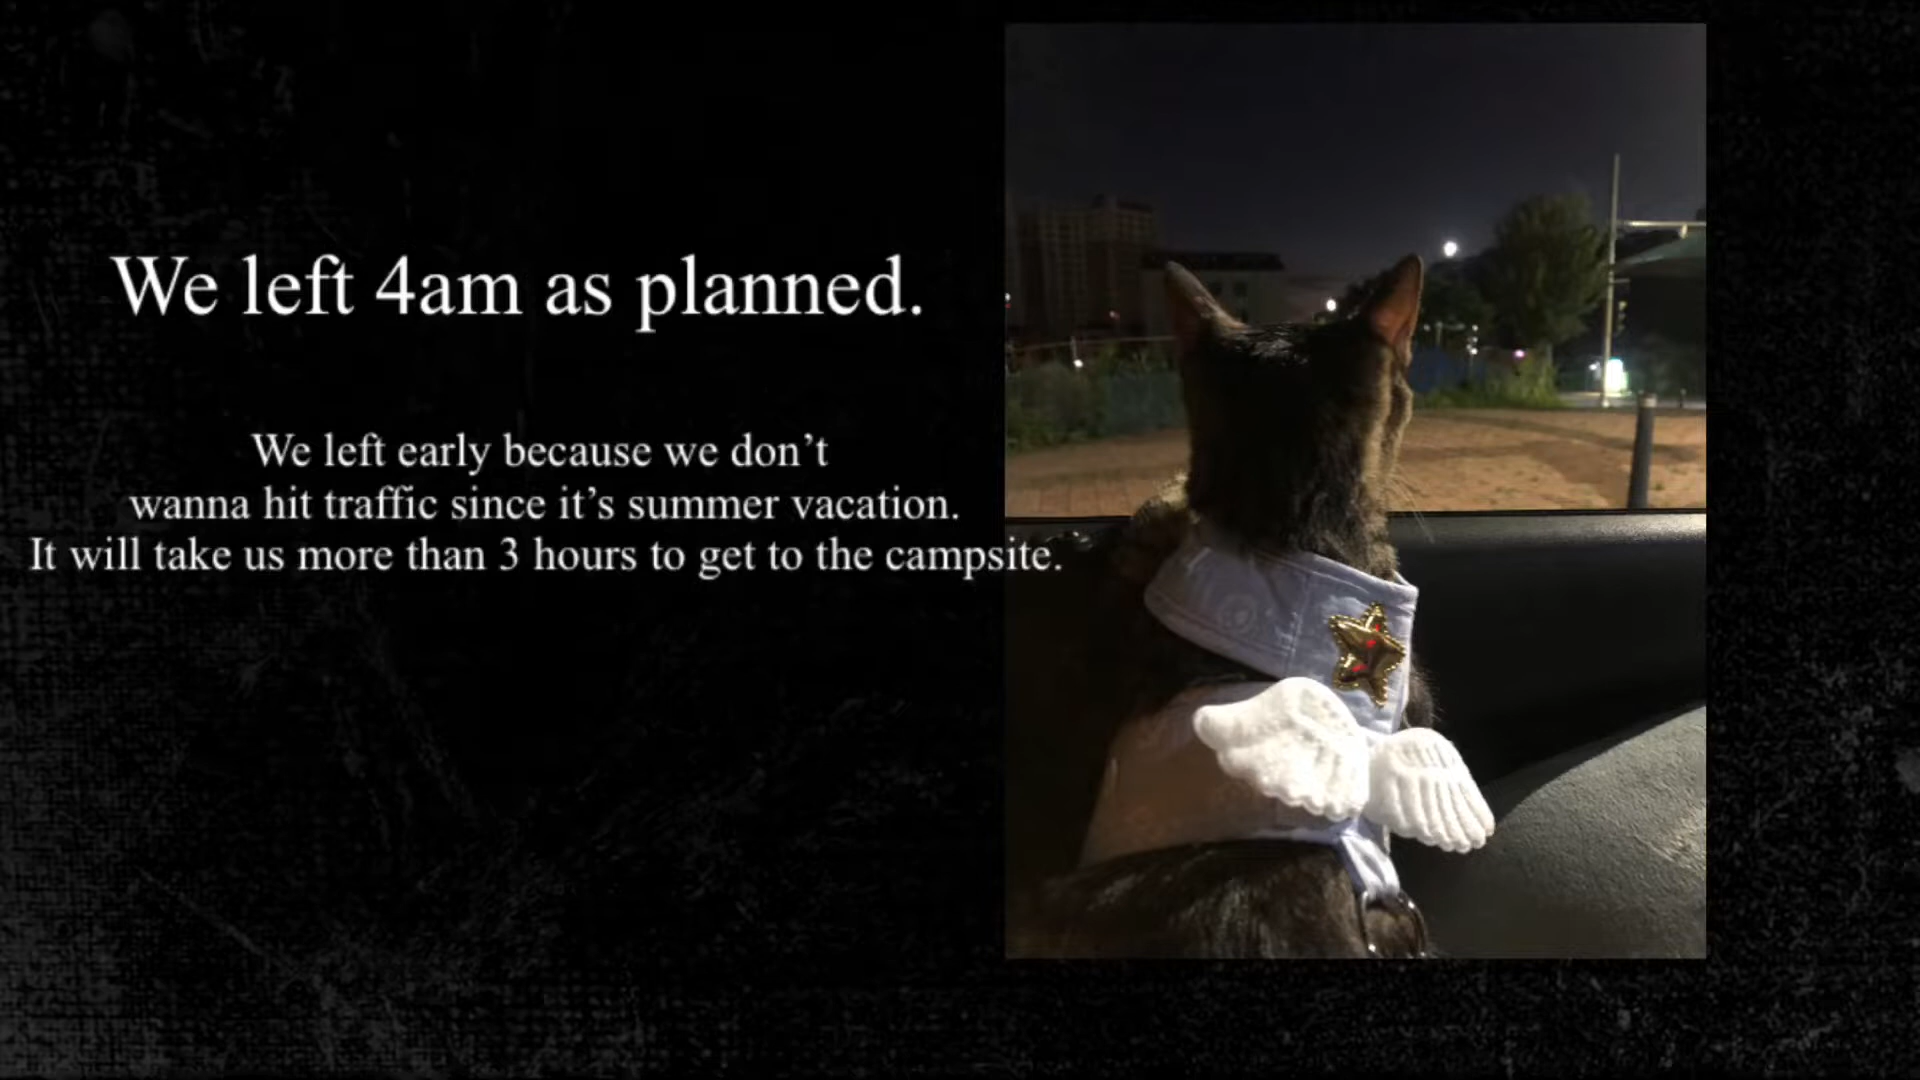 We left 4am as planned.
We left early because we don’t
wanna hit traffic since it’s summer vacation.
It will take us more than 3 hours to get to the campsite.